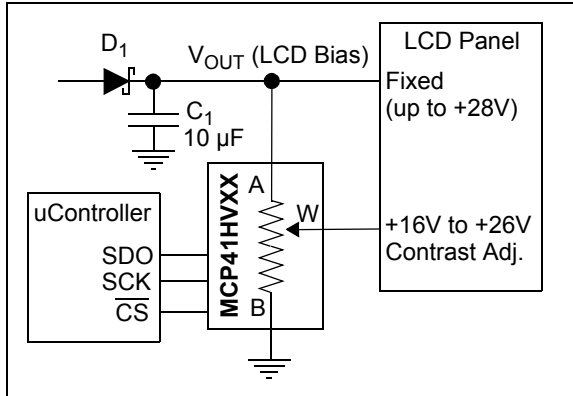 D1
VOUT (LCD Bias)
LCD Panel
Fixed
(up to +28V)
C1
10 µF
MCP41HVXX
A
W
B
+16V to +26V
Contrast Adj.
uController
SDO
SCK
CS